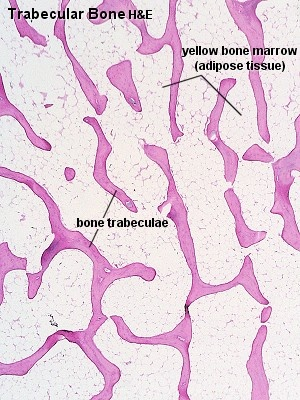 Trabecular Bone H&E
yellow bone marrow
(adipose tissue)
bone trabeculae